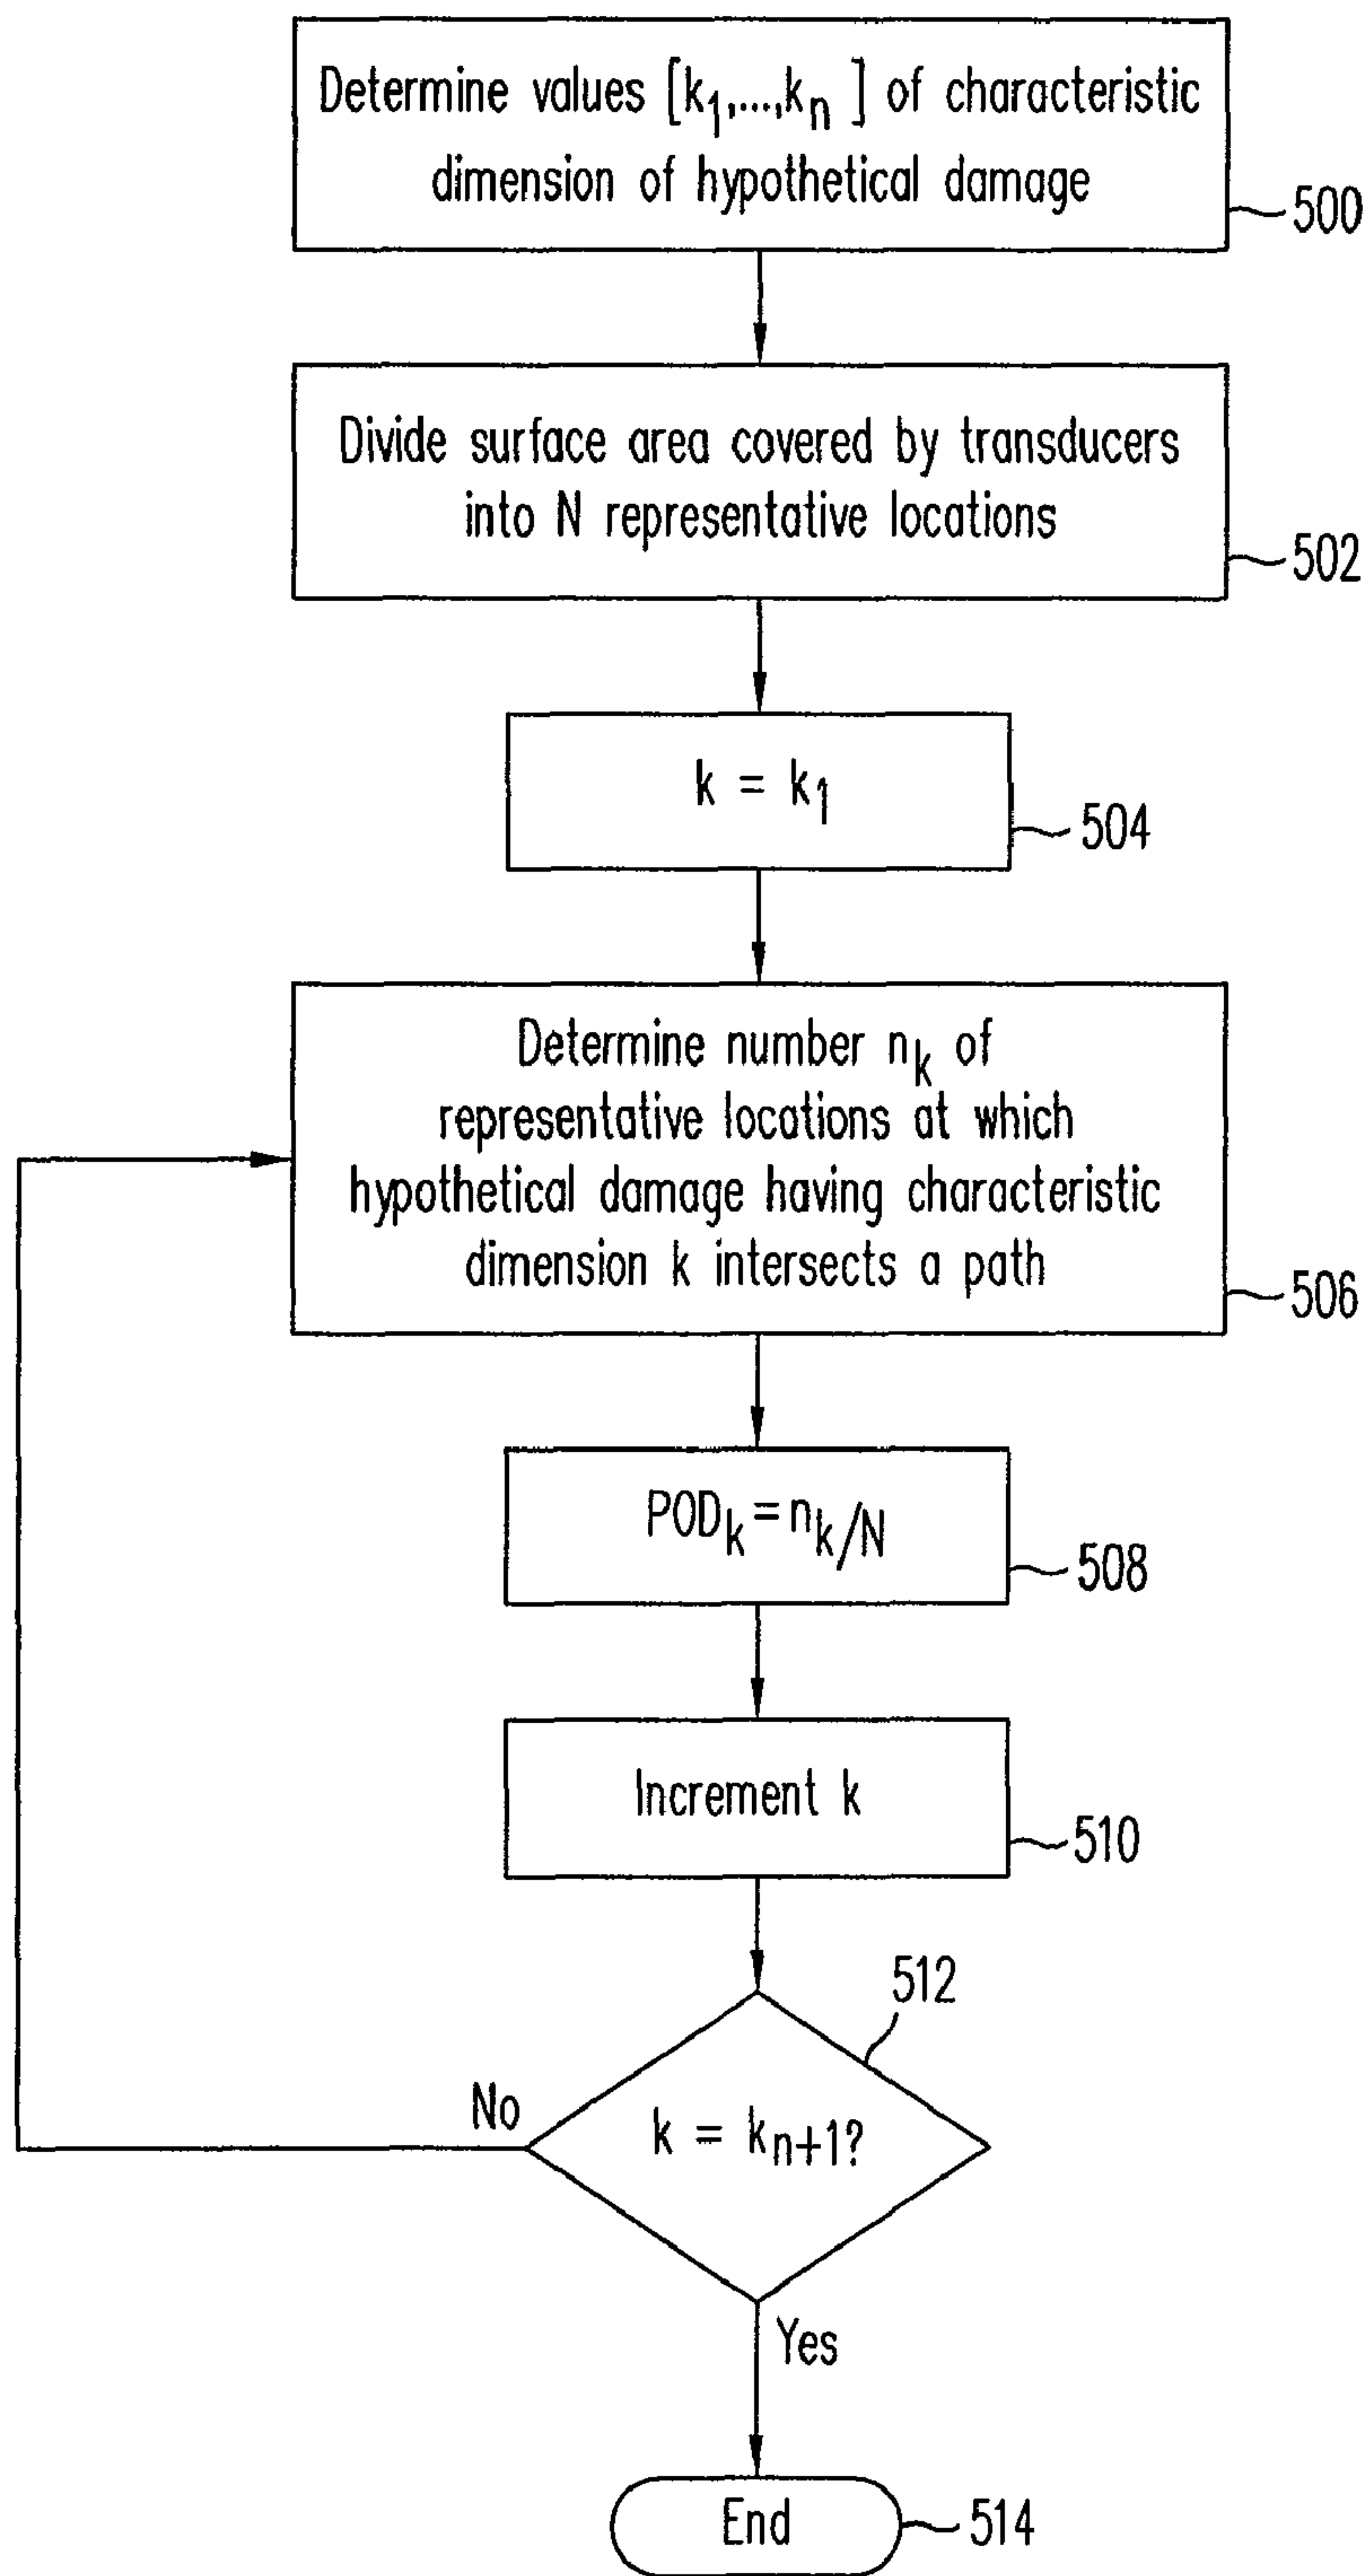 Determine values [k₁,...,kₙ] of characteristic
dimension of hypothetical damage
500
Divide surface area covered by transducers
into N representative locations
502
k = k₁
504
Determine number nₖ of
representative locations at which
hypothetical damage having characteristic
dimension k intersects a path
506
PODₖ=nₖ/N
508
Increment k
510
512
No
k = kₙ₊₁?
Yes
End
514